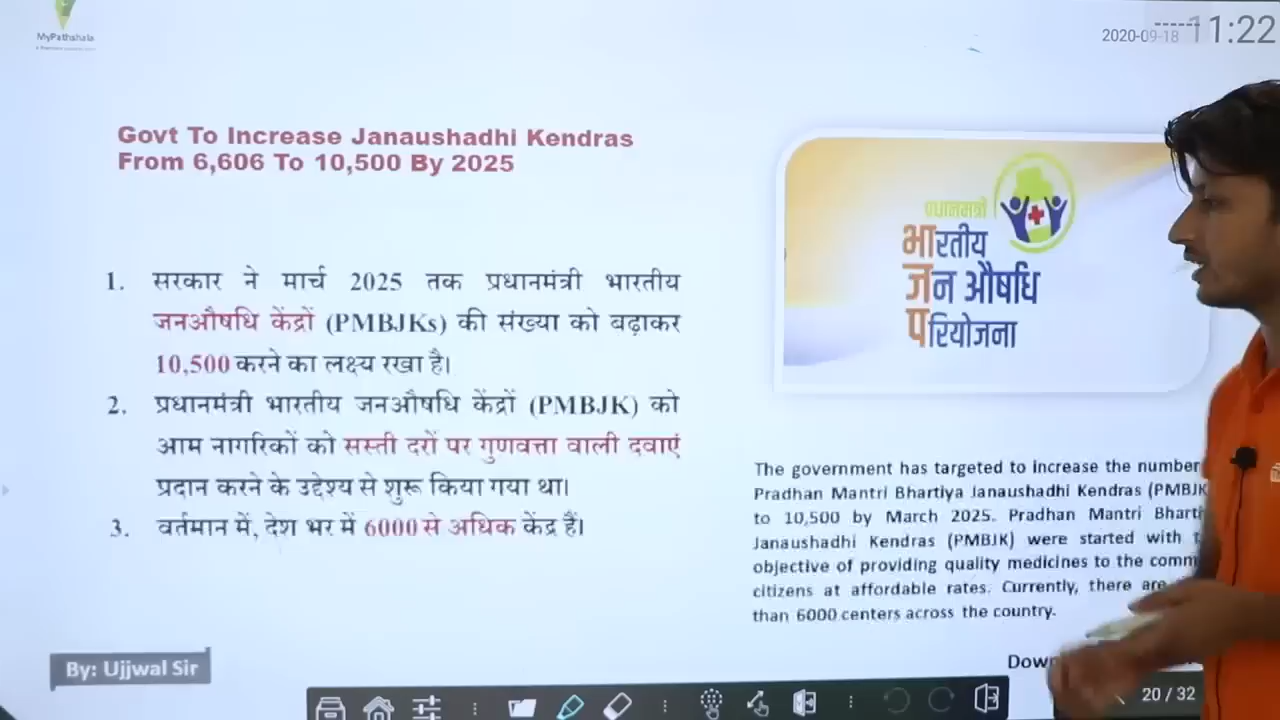 MyPathshala
2020-09-18
11:22
Govt To Increase Janaushadhi Kendras
From 6,606 To 10,500 By 2025
प्रधानमंत्री
भारतीय
जन औषधि
परियोजना
1. सरकार ने मार्च 2025 तक प्रधानमंत्री भारतीय
जनऔषधि केंद्रों (PMBJKs) की संख्या को बढ़ाकर
10,500 करने का लक्ष्य रखा है।
2. प्रधानमंत्री भारतीय जनऔषधि केंद्रों (PMBJK) को
आम नागरिकों को सस्ती दरों पर गुणवत्ता वाली दवाएं
प्रदान करने के उद्देश्य से शुरू किया गया था।
3. वर्तमान में, देश भर में 6000 से अधिक केंद्र हैं।
The government has targeted to increase the number
Pradhan Mantri Bhartiya Janaushadhi Kendras (PMBJK
to 10,500 by March 2025. Pradhan Mantri Bharti
Janaushadhi Kendras (PMBJK) were started with
objective of providing quality medicines to the comm
citizens at affordable rates. Currently, there are
than 6000 centers across the country.
By: Ujjwal Sir
20 / 32